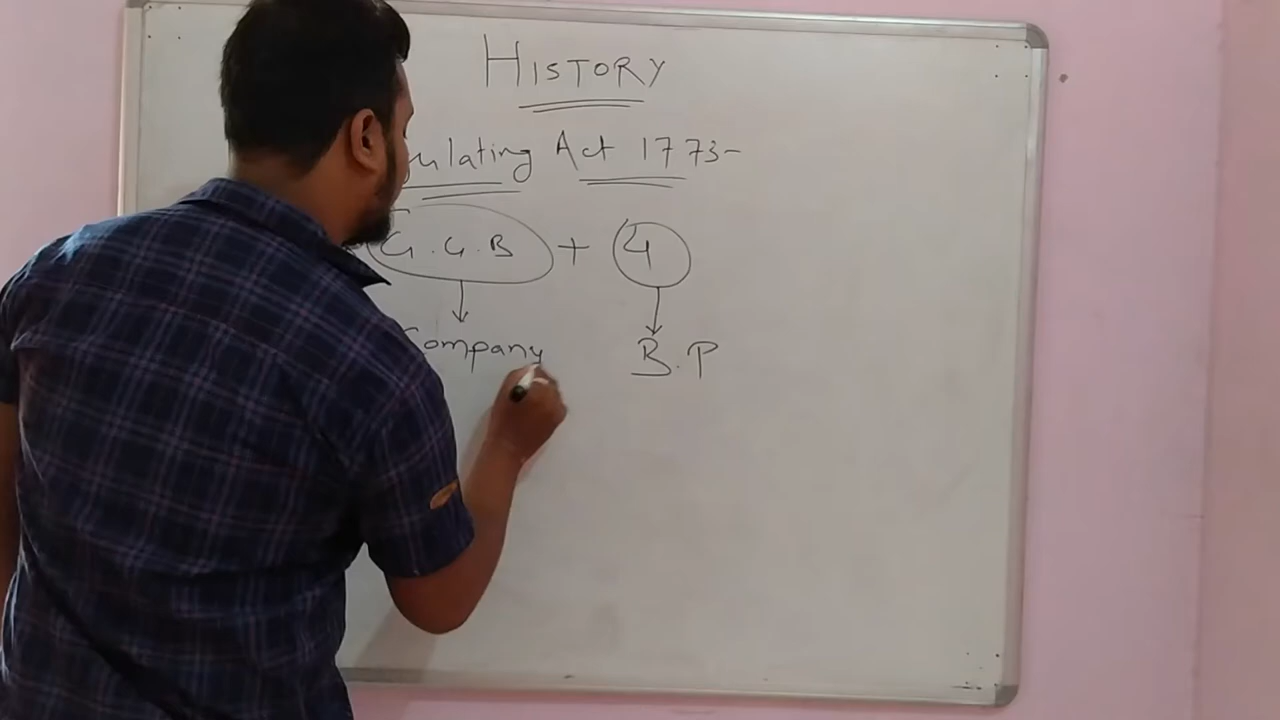 HISTORY
ulating Act 1773-
G.G.B + 4
Company B.P